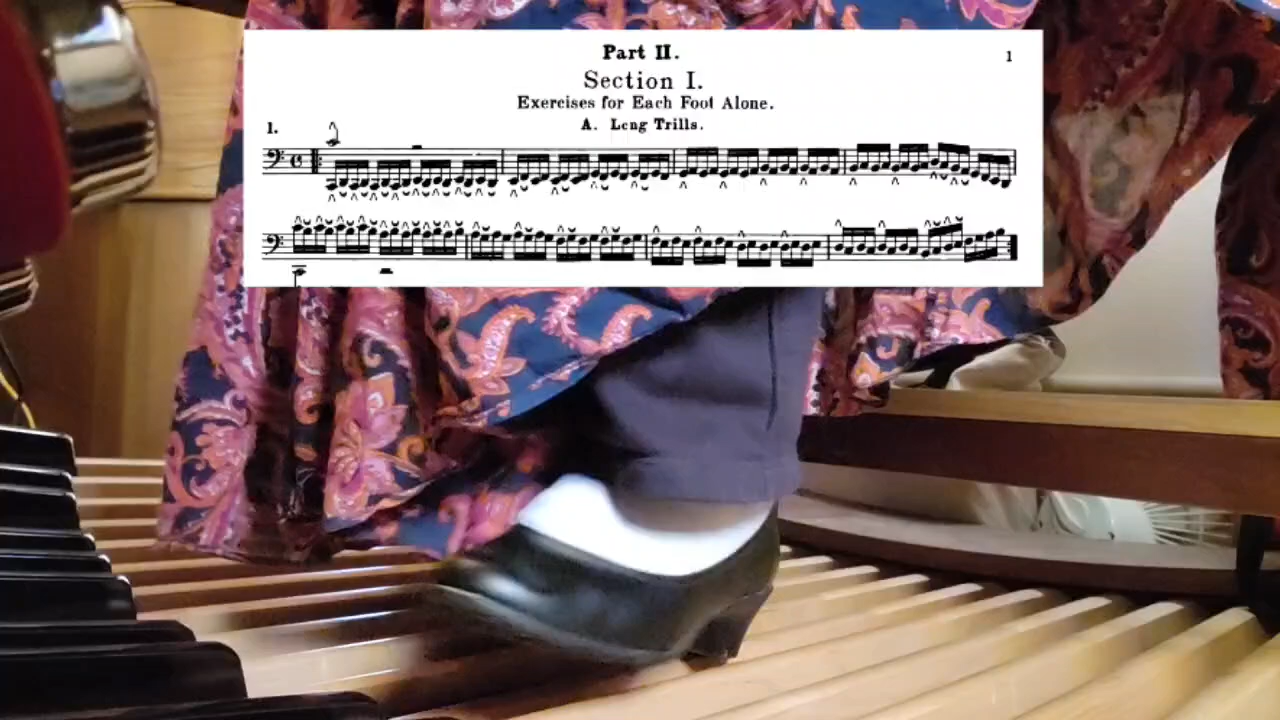 Part II.
1
Section I.
Exercises for Each Foot Alone.
A. Long Trills.
1.